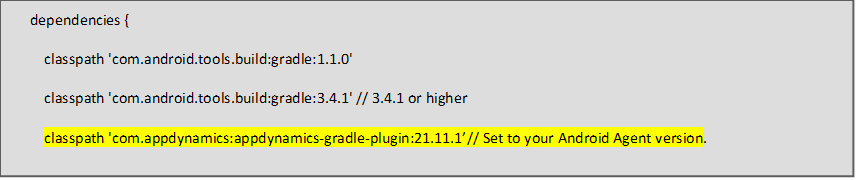 dependencies {
classpath 'com.android.tools.build:gradle:1.1.0'
classpath 'com.android.tools.build:gradle:3.4.1' // 3.4.1 or higher
classpath 'com.appdynamics:appdynamics-gradle-plugin:21.11.1’// Set to your Android Agent version.